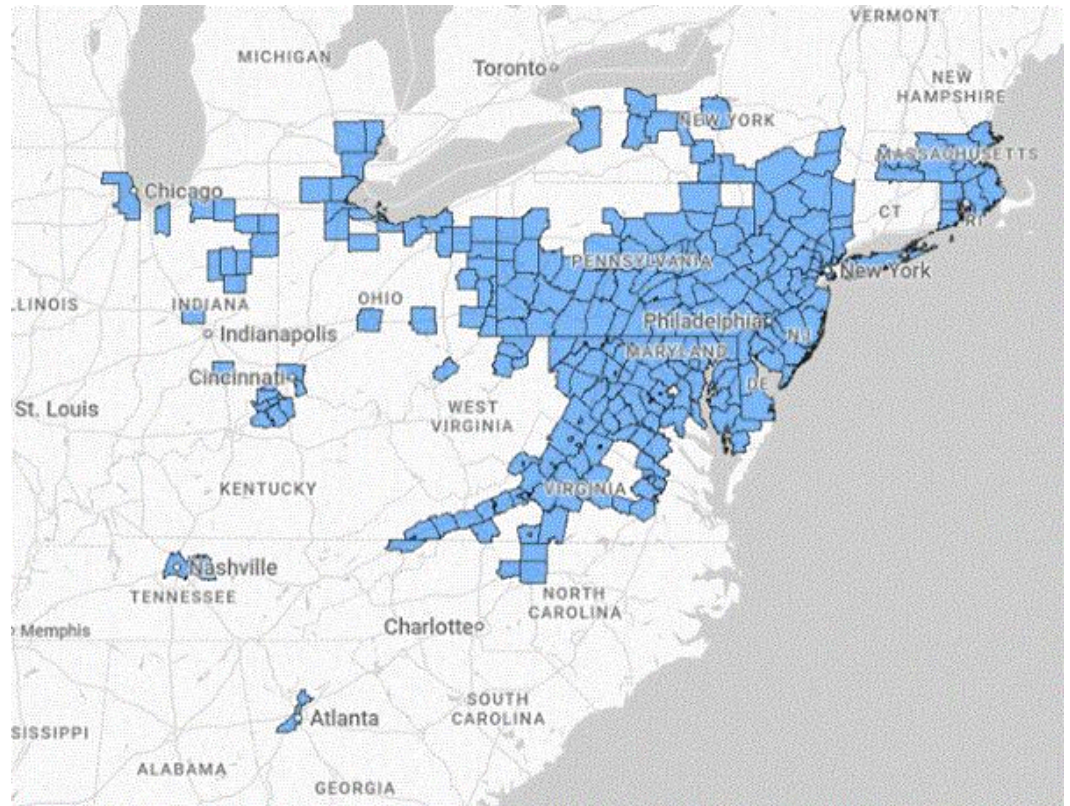 VERMONT
MICHIGAN
Toronto
NEW
HAMPSHIRE
NEW YORK
MASSACHUSETTS
Chicago
CT
RI
PENNSYLVANIA
New York
LLINOIS
INDIANA
OHIO
Indianapolis
Philadelphia
NJ
MARYLAND
Cincinnati
DE
St. Louis
WEST
VIRGINIA
KENTUCKY
VIRGINIA
Nashville
TENNESSEE
NORTH
CAROLINA
Memphis
Charlotte
SOUTH
CAROLINA
Atlanta
SISSIPPI
ALABAMA
GEORGIA